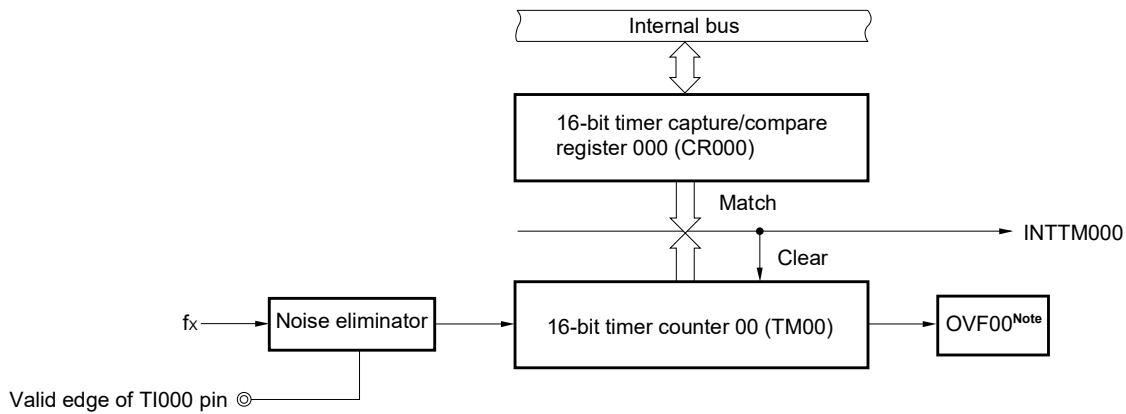 Internal bus
16-bit timer capture/compare
register 000 (CR000)
Match
INTTM000
Clear
fx
Noise eliminator
16-bit timer counter 00 (TM00)
OVF00Note
Valid edge of TI000 pin